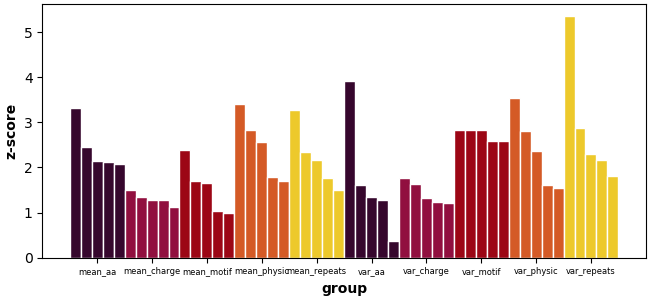 z-score
5
4
3
2
1
0
mean_aa mean_charge mean_motif mean_physic mean_repeats var_aa var_charge var_motif var_physic var_repeats
group